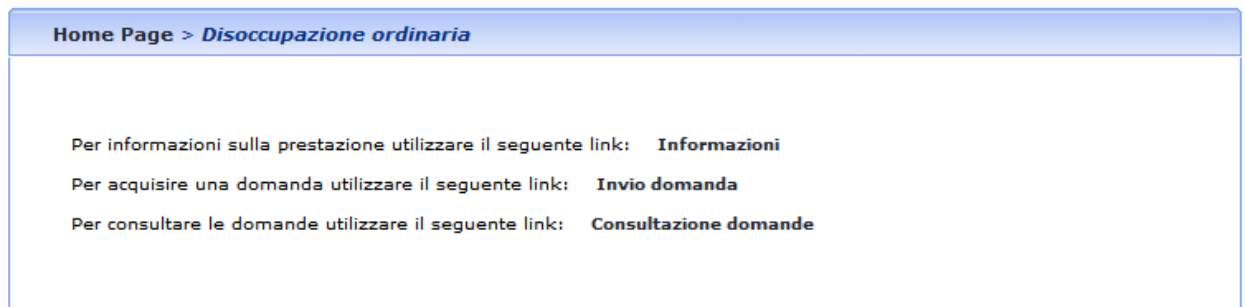 Home Page > Disoccupazione ordinaria
Per informazioni sulla prestazione utilizzare il seguente link: Informazioni
Per acquisire una domanda utilizzare il seguente link: Invio domanda
Per consultare le domande utilizzare il seguente link: Consultazione domande